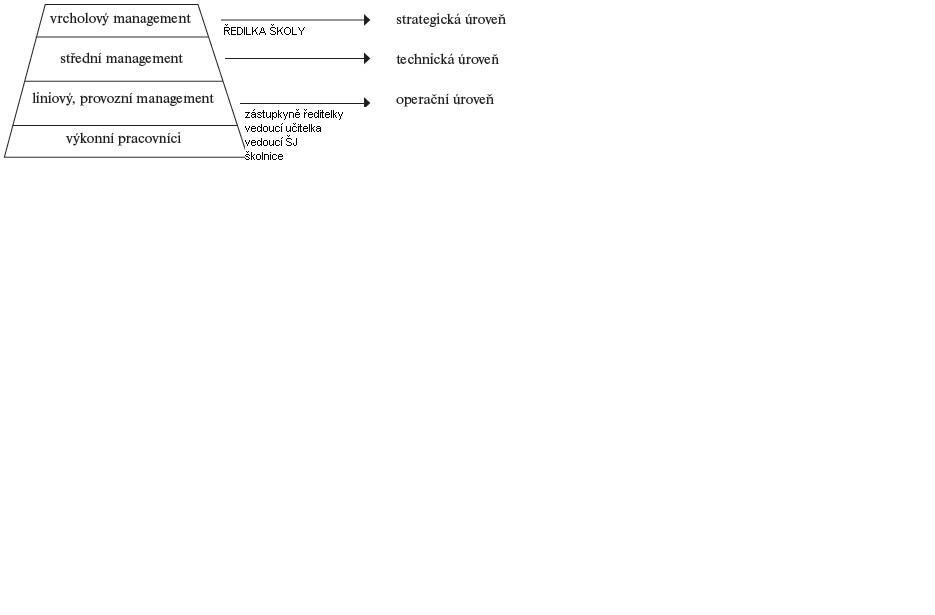 vrcholový management
strategická úroveň
ŘEDILKA ŠKOLY
střední management
technická úroveň
liniový, provozní management
operační úroveň
zástupkyně ředitelky
vedoucí učitelka
výkonní pracovníci
vedoucí ŠJ
školnice